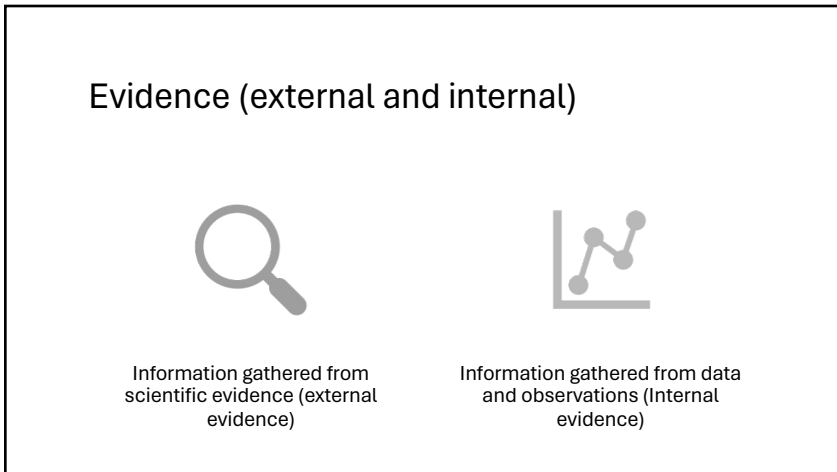 Evidence (external and internal)
Information gathered from
scientific evidence (external
evidence)
Information gathered from data
and observations (Internal
evidence)